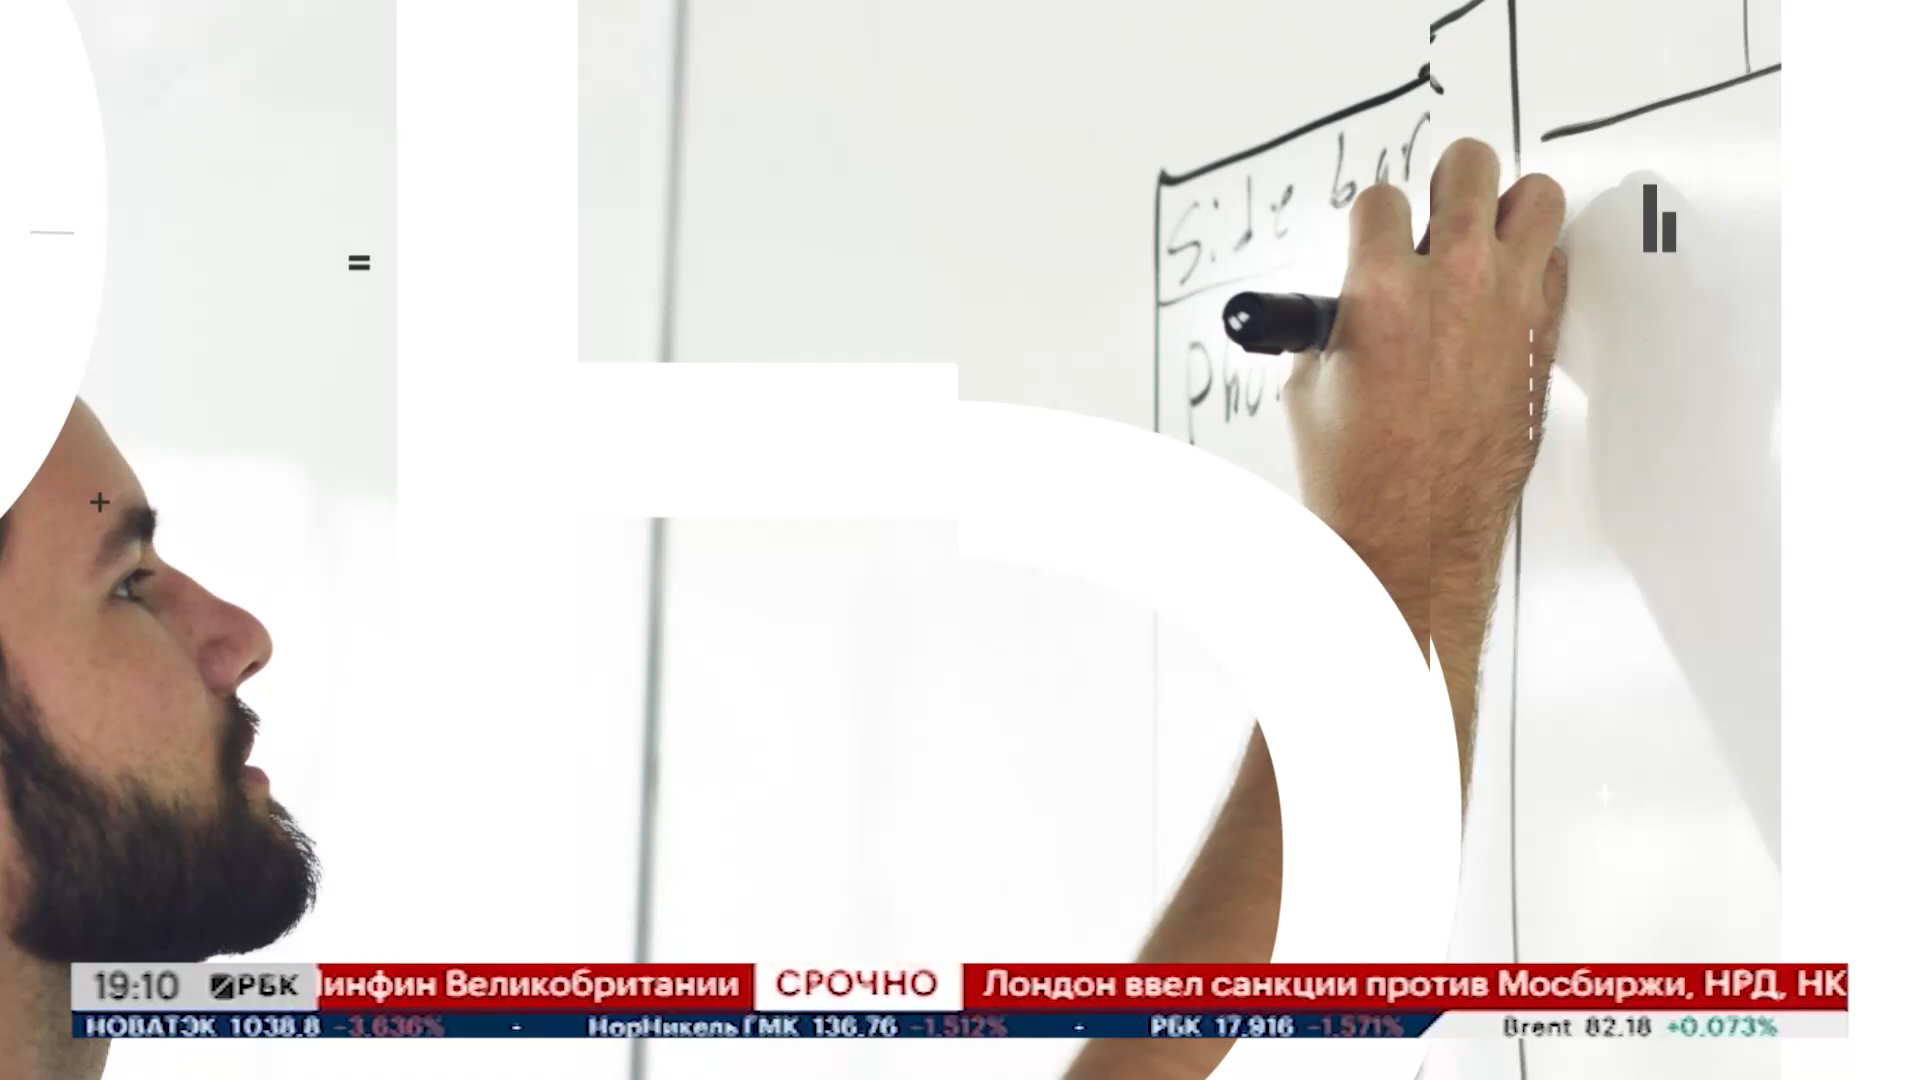 Side bar
Pho
19:10 РБК инфин Великобритании СРОЧНО Лондон ввел санкции против Мосбиржи, НРД, НК
НОВАТЭК 1038.8 -3.636% - НорНикельГМК 136.76 -1.512% - РБК 17.916 -1.571% Brent 82.18 +0.073%